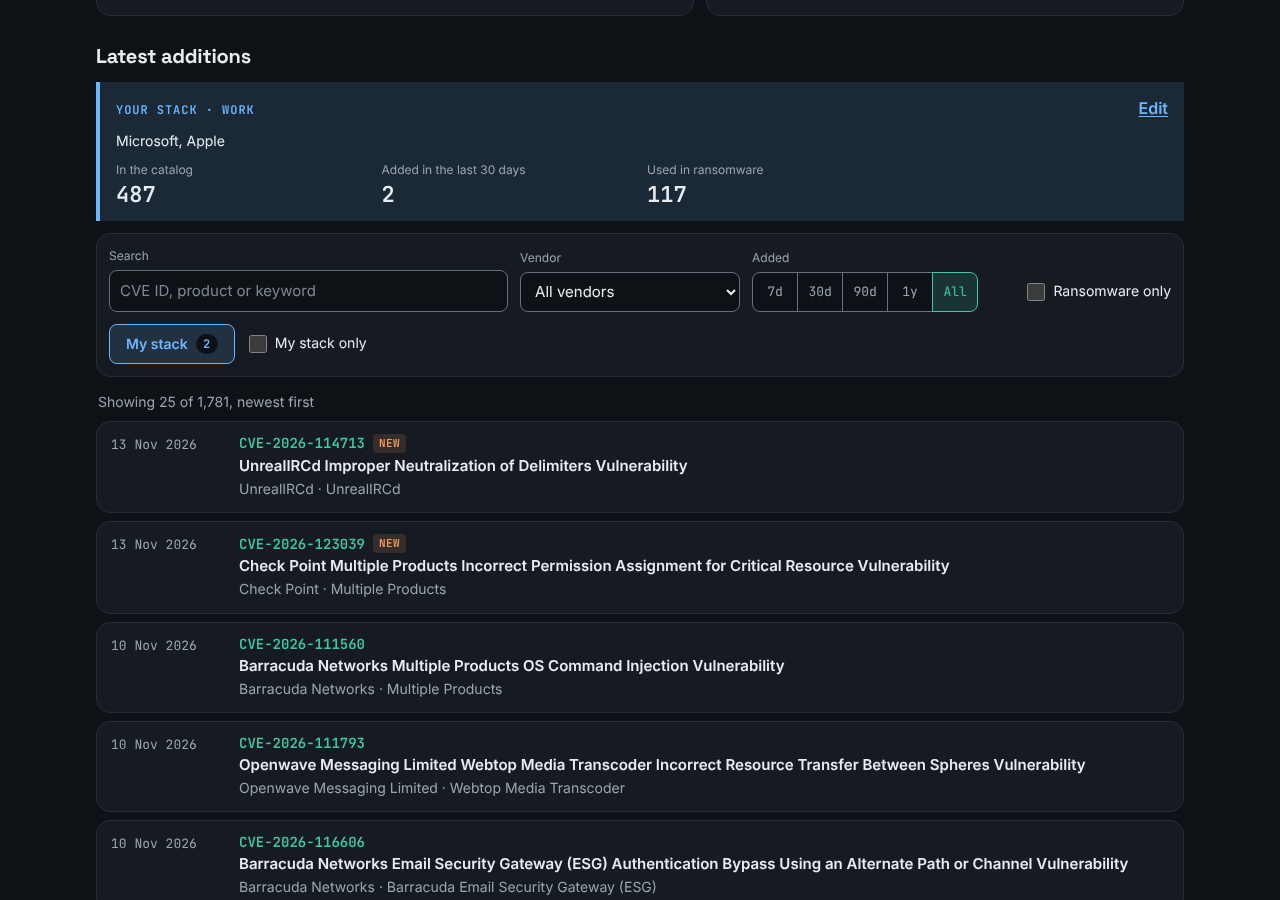 Latest additions
YOUR STACK · WORK
Edit
Microsoft, Apple
In the catalog
Added in the last 30 days
Used in ransomware
487
2
117
Search
Vendor
Added
CVE ID, product or keyword
All vendors
7d
30d
90d
1y
All
Ransomware only
My stack 2
My stack only
Showing 25 of 1,781, newest first
13 Nov 2026
CVE-2026-114713 NEW
UnrealIRCd Improper Neutralization of Delimiters Vulnerability
UnrealIRCd · UnrealIRCd
13 Nov 2026
CVE-2026-123039 NEW
Check Point Multiple Products Incorrect Permission Assignment for Critical Resource Vulnerability
Check Point · Multiple Products
10 Nov 2026
CVE-2026-111560
Barracuda Networks Multiple Products OS Command Injection Vulnerability
Barracuda Networks · Multiple Products
10 Nov 2026
CVE-2026-111793
Openwave Messaging Limited Webtop Media Transcoder Incorrect Resource Transfer Between Spheres Vulnerability
Openwave Messaging Limited · Webtop Media Transcoder
10 Nov 2026
CVE-2026-116606
Barracuda Networks Email Security Gateway (ESG) Authentication Bypass Using an Alternate Path or Channel Vulnerability
Barracuda Networks · Barracuda Email Security Gateway (ESG)